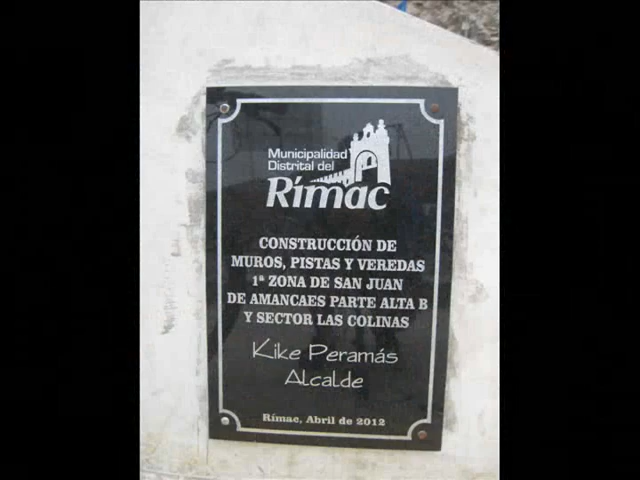 Municipalidad
Distrital del
Rímac
CONSTRUCCIÓN DE
MUROS, PISTAS Y VEREDAS
1ª ZONA DE SAN JUAN
DE AMANCAES PARTE ALTA B
Y SECTOR LAS COLINAS
Kike Peramás
Alcalde
Rímac, Abril de 2012